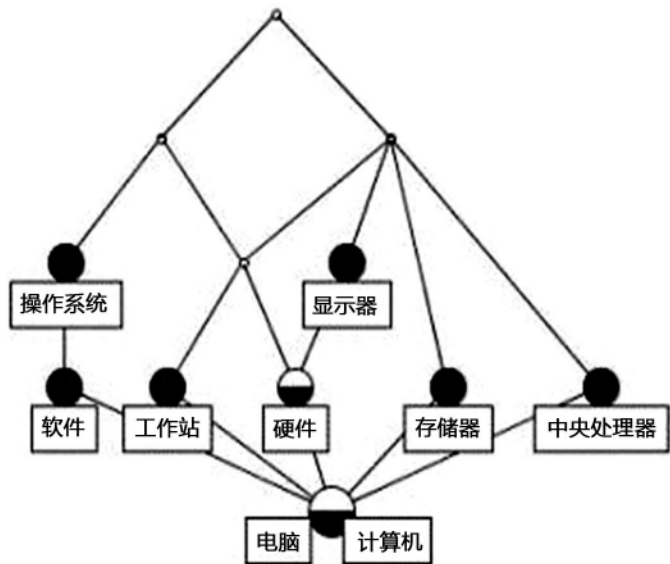 操作系统
显示器
软件
工作站
硬件
存储器
中央处理器
电脑
计算机